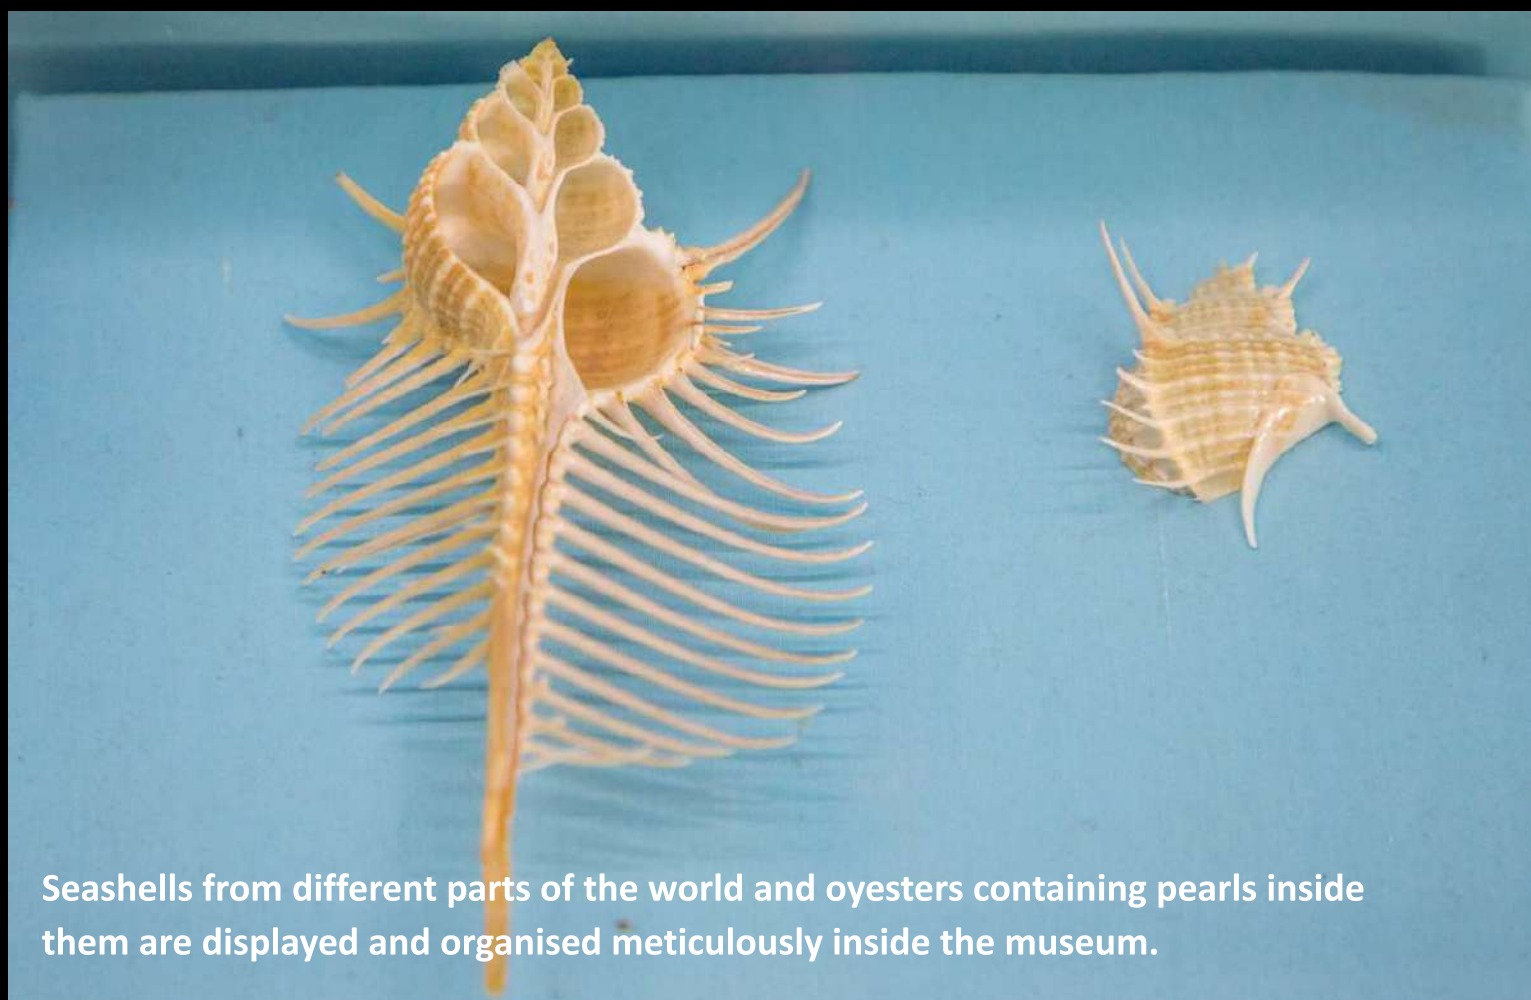 Seashells from different parts of the world and oyesters containing pearls inside
them are displayed and organised meticulously inside the museum.